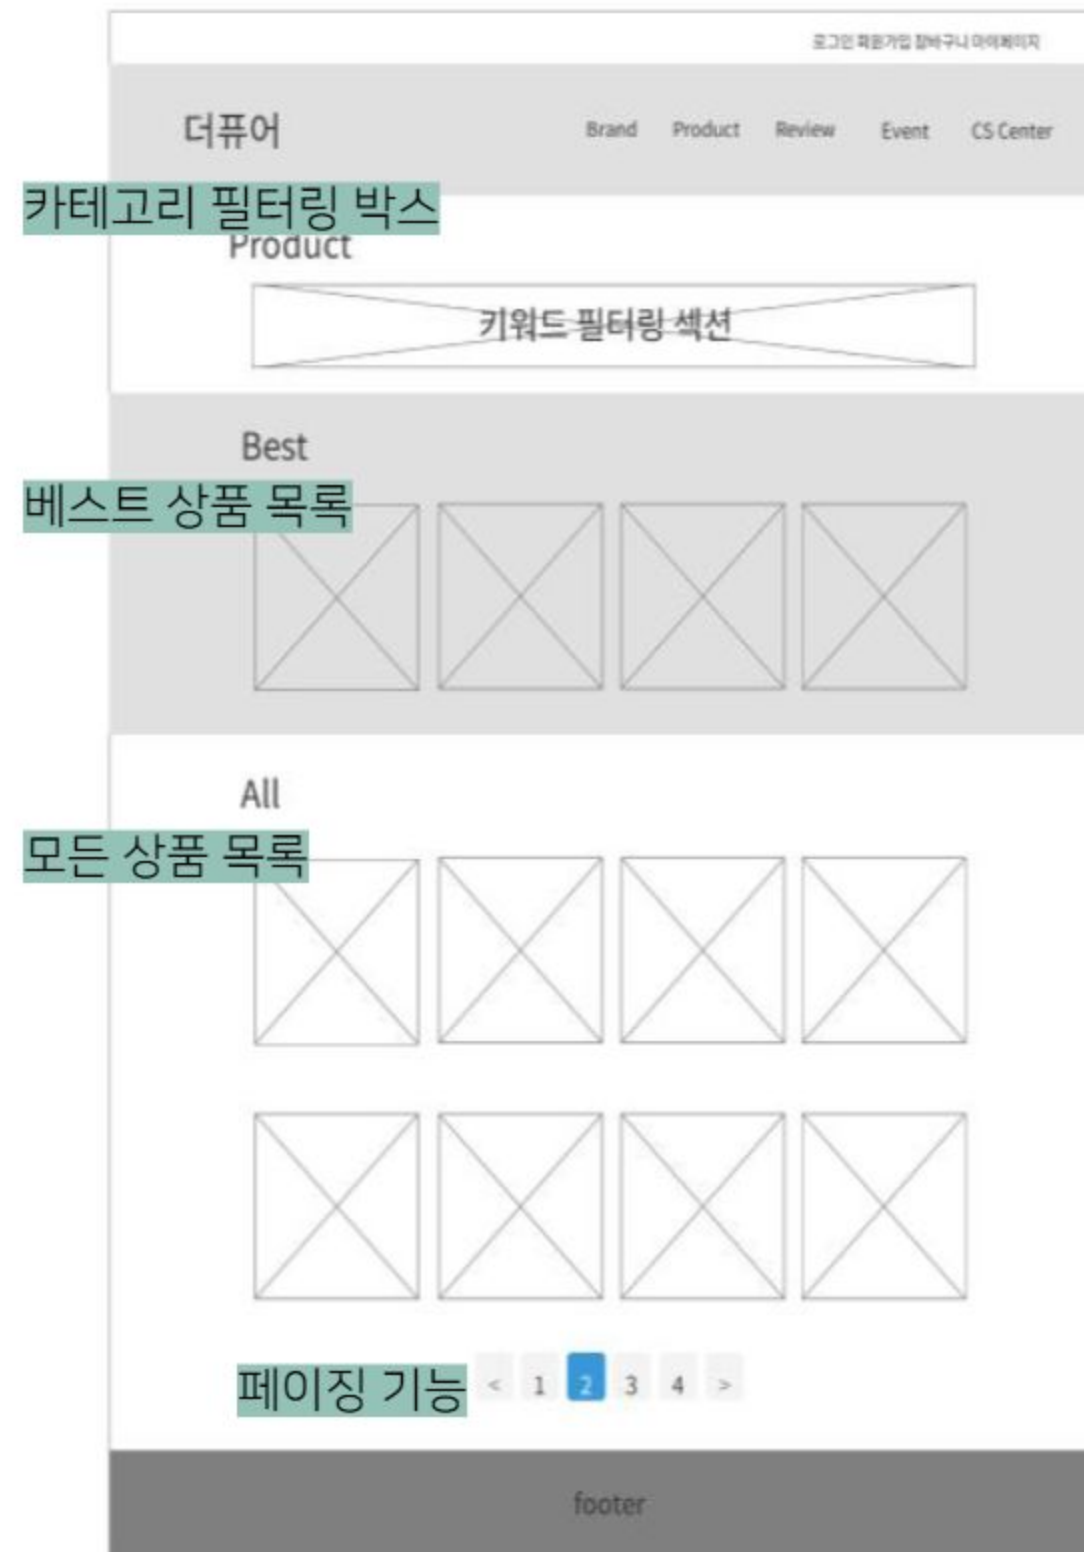 로그인 회원가입 장바구니 마이페이지
더퓨어 Brand Product Review Event CS Center
카테고리 필터링 박스
Product
키워드 필터링 섹션
Best
베스트 상품 목록
All
모든 상품 목록
페이징 기능 < 1 2 3 4 >
footer